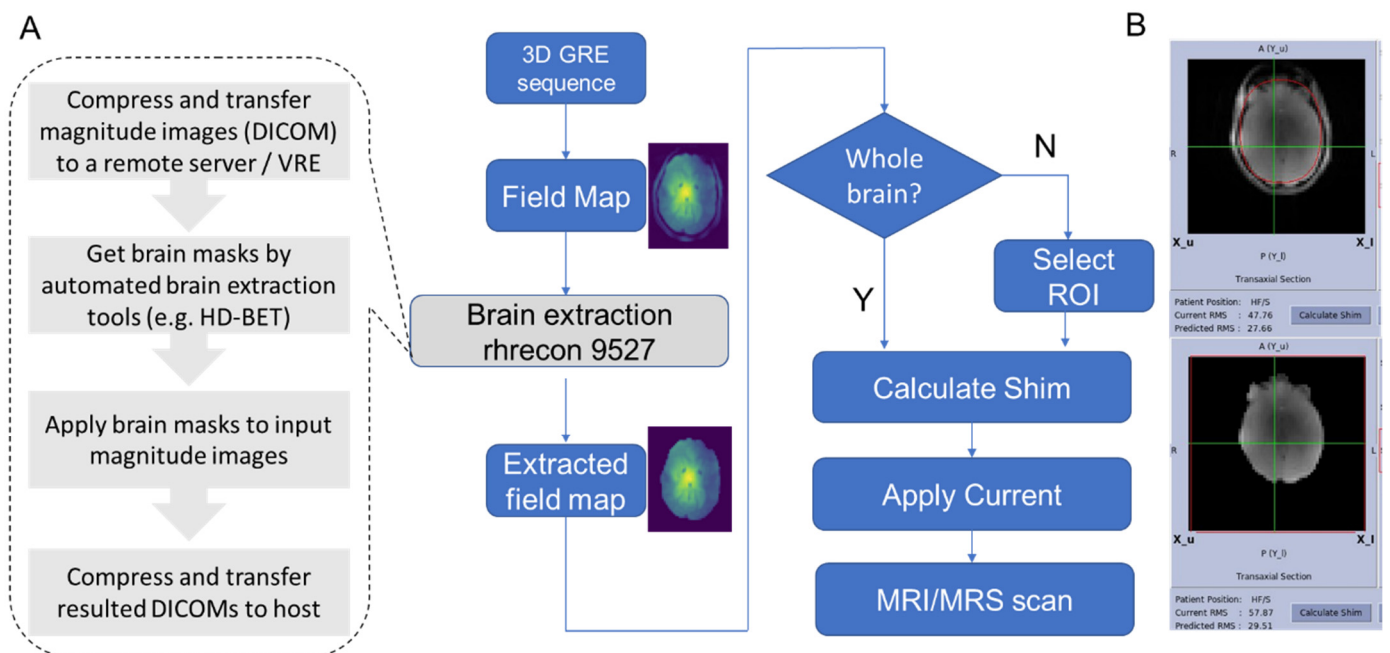 A
Compress and transfer
magnitude images (DICOM)
to a remote server / VRE
Get brain masks by
automated brain extraction
tools (e.g. HD-BET)
Apply brain masks to input
magnitude images
Compress and transfer
resulted DICOMs to host
3D GRE
sequence
Field Map
Brain extraction
rhrecon 9527
Extracted
field map
Whole
brain?
N
Y
Select
ROI
Calculate Shim
Apply Current
MRI/MRS scan
B
A (Y_u)
R
L
X_u
X_l
P (Y_l)
Transaxial Section
Patient Position: HF/S
Current RMS : 47.76
Calculate Shim
Predicted RMS : 27.66
A (Y_u)
R
L
X_u
X_l
P (Y_l)
Transaxial Section
Patient Position: HF/S
Current RMS : 57.87
Calculate Shim
Predicted RMS : 29.51